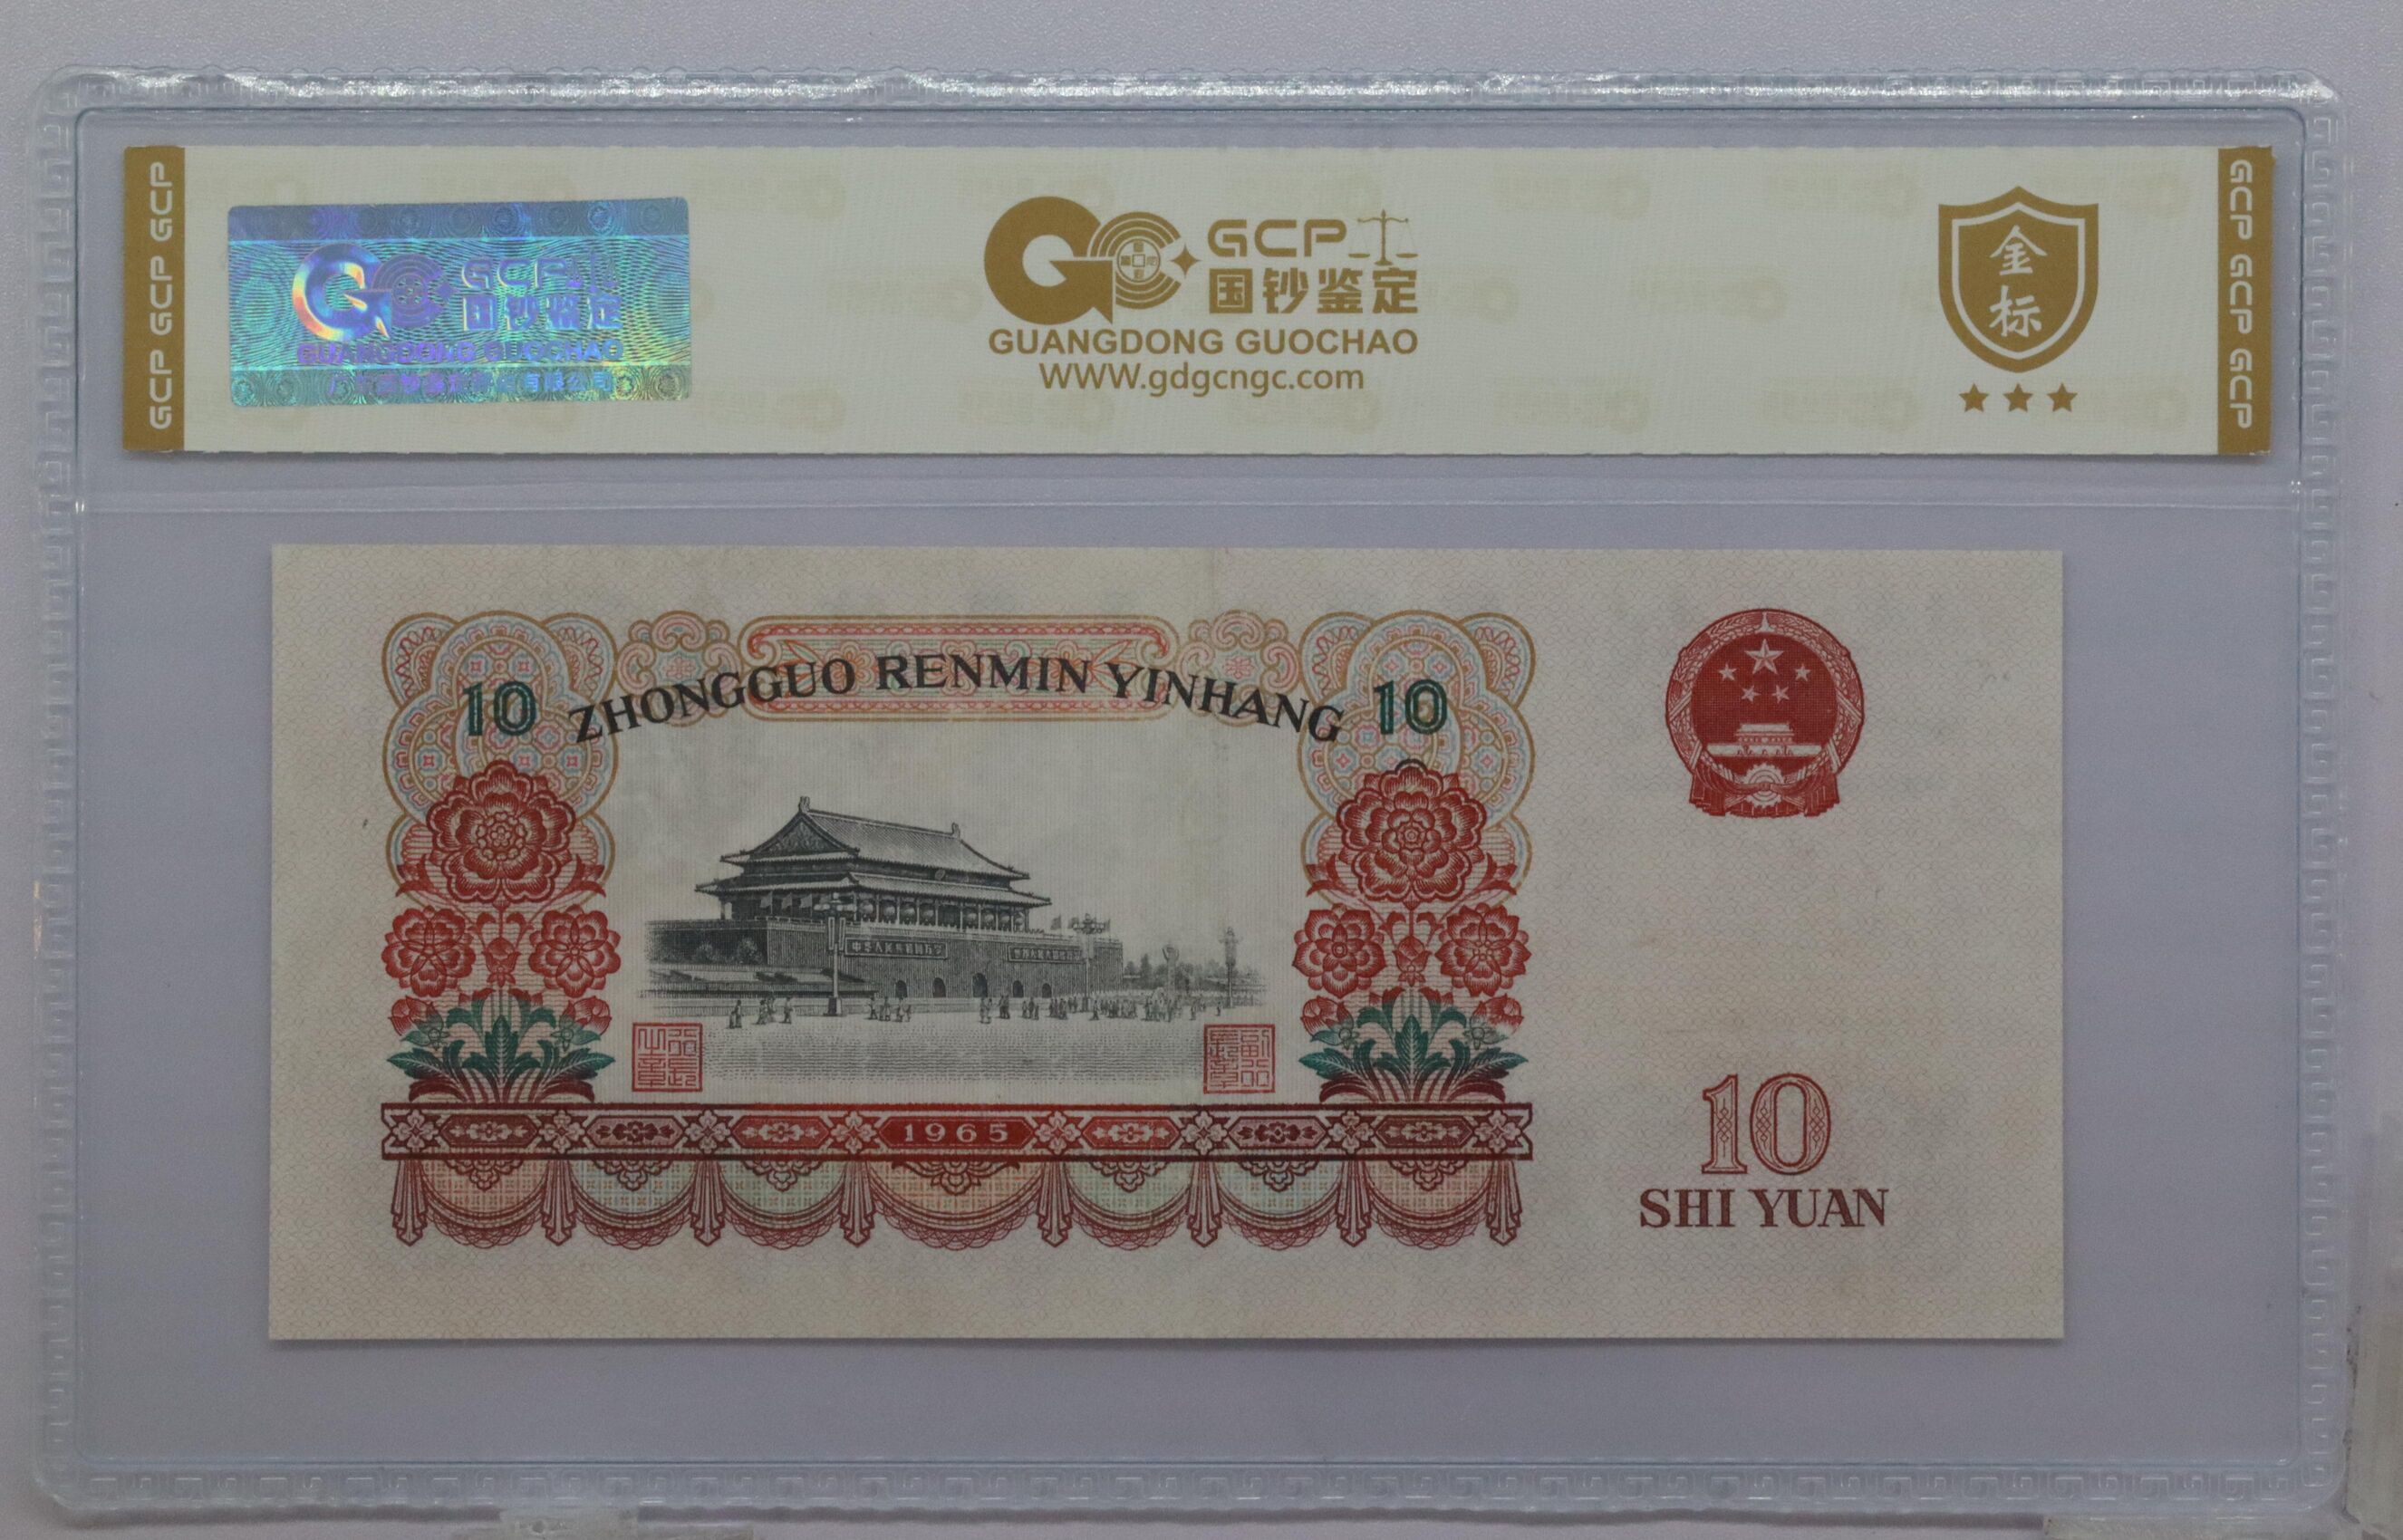 GCP GCP GCP
GCP
国钞鉴定
GUANGDONG GUOCHAO
GCP
国钞鉴定
GUANGDONG GUOCHAO
www.gdgcngc.com
金
标
GCP GCP GCP
ZHONGGUO RENMIN YINHANG
10
10
1965
10
SHI YUAN